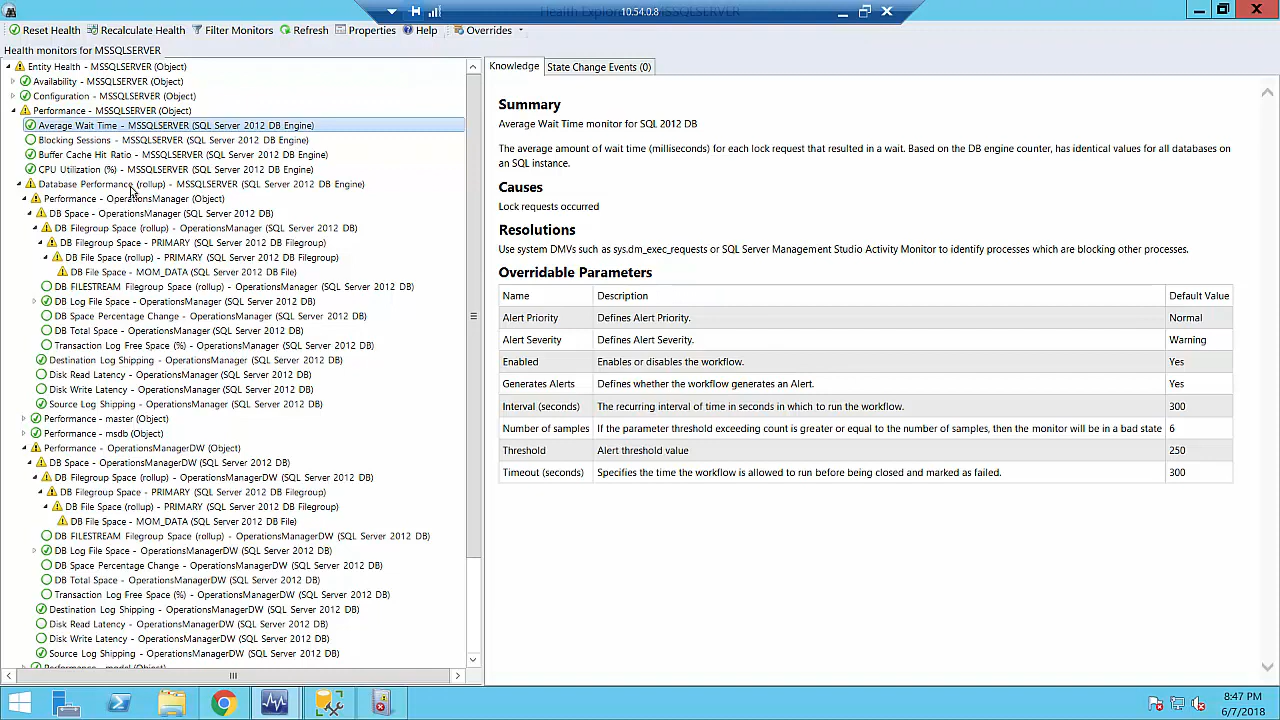 Health Explorer MSSQLSERVER
10.54.0.8
Reset Health Recalculate Health Filter Monitors Refresh Properties Help Overrides
Health monitors for MSSQLSERVER
Entity Health - MSSQLSERVER (Object)
Availability - MSSQLSERVER (Object)
Configuration - MSSQLSERVER (Object)
Performance - MSSQLSERVER (Object)
Average Wait Time - MSSQLSERVER (SQL Server 2012 DB Engine)
Blocking Sessions - MSSQLSERVER (SQL Server 2012 DB Engine)
Buffer Cache Hit Ratio - MSSQLSERVER (SQL Server 2012 DB Engine)
CPU Utilization (%) - MSSQLSERVER (SQL Server 2012 DB Engine)
Database Performance (rollup) - MSSQLSERVER (SQL Server 2012 DB Engine)
Performance - OperationsManager (Object)
DB Space - OperationsManager (SQL Server 2012 DB)
DB Filegroup Space (rollup) - OperationsManager (SQL Server 2012 DB)
DB Filegroup Space - PRIMARY (SQL Server 2012 DB Filegroup)
DB File Space (rollup) - PRIMARY (SQL Server 2012 DB Filegroup)
DB File Space - MOM_DATA (SQL Server 2012 DB File)
DB FILESTREAM Filegroup Space (rollup) - OperationsManager (SQL Server 2012 DB)
DB Log File Space - OperationsManager (SQL Server 2012 DB)
DB Space Percentage Change - OperationsManager (SQL Server 2012 DB)
DB Total Space - OperationsManager (SQL Server 2012 DB)
Transaction Log Free Space (%) - OperationsManager (SQL Server 2012 DB)
Destination Log Shipping - OperationsManager (SQL Server 2012 DB)
Disk Read Latency - OperationsManager (SQL Server 2012 DB)
Disk Write Latency - OperationsManager (SQL Server 2012 DB)
Source Log Shipping - OperationsManager (SQL Server 2012 DB)
Performance - master (Object)
Performance - msdb (Object)
Performance - OperationsManagerDW (Object)
DB Space - OperationsManagerDW (SQL Server 2012 DB)
DB Filegroup Space (rollup) - OperationsManagerDW (SQL Server 2012 DB)
DB Filegroup Space - PRIMARY (SQL Server 2012 DB Filegroup)
DB File Space (rollup) - PRIMARY (SQL Server 2012 DB Filegroup)
DB File Space - MOM_DATA (SQL Server 2012 DB File)
DB FILESTREAM Filegroup Space (rollup) - OperationsManagerDW (SQL Server 2012 DB)
DB Log File Space - OperationsManagerDW (SQL Server 2012 DB)
DB Space Percentage Change - OperationsManagerDW (SQL Server 2012 DB)
DB Total Space - OperationsManagerDW (SQL Server 2012 DB)
Transaction Log Free Space (%) - OperationsManagerDW (SQL Server 2012 DB)
Destination Log Shipping - OperationsManagerDW (SQL Server 2012 DB)
Disk Read Latency - OperationsManagerDW (SQL Server 2012 DB)
Disk Write Latency - OperationsManagerDW (SQL Server 2012 DB)
Source Log Shipping - OperationsManagerDW (SQL Server 2012 DB)
Performance - model (Object)
Knowledge State Change Events (0)
Summary
Average Wait Time monitor for SQL 2012 DB
The average amount of wait time (milliseconds) for each lock request that resulted in a wait. Based on the DB engine counter, has identical values for all databases on
an SQL instance.
Causes
Lock requests occurred
Resolutions
Use system DMVs such as sys.dm_exec_requests or SQL Server Management Studio Activity Monitor to identify processes which are blocking other processes.
Overridable Parameters
Name Description Default Value
Alert Priority Defines Alert Priority. Normal
Alert Severity Defines Alert Severity. Warning
Enabled Enables or disables the workflow. Yes
Generates Alerts Defines whether the workflow generates an Alert. Yes
Interval (seconds) The recurring interval of time in seconds in which to run the workflow. 300
Number of samples If the parameter threshold exceeding count is greater or equal to the number of samples, then the monitor will be in a bad state 6
Threshold Alert threshold value 250
Timeout (seconds) Specifies the time the workflow is allowed to run before being closed and marked as failed. 300
8:47 PM
6/7/2018